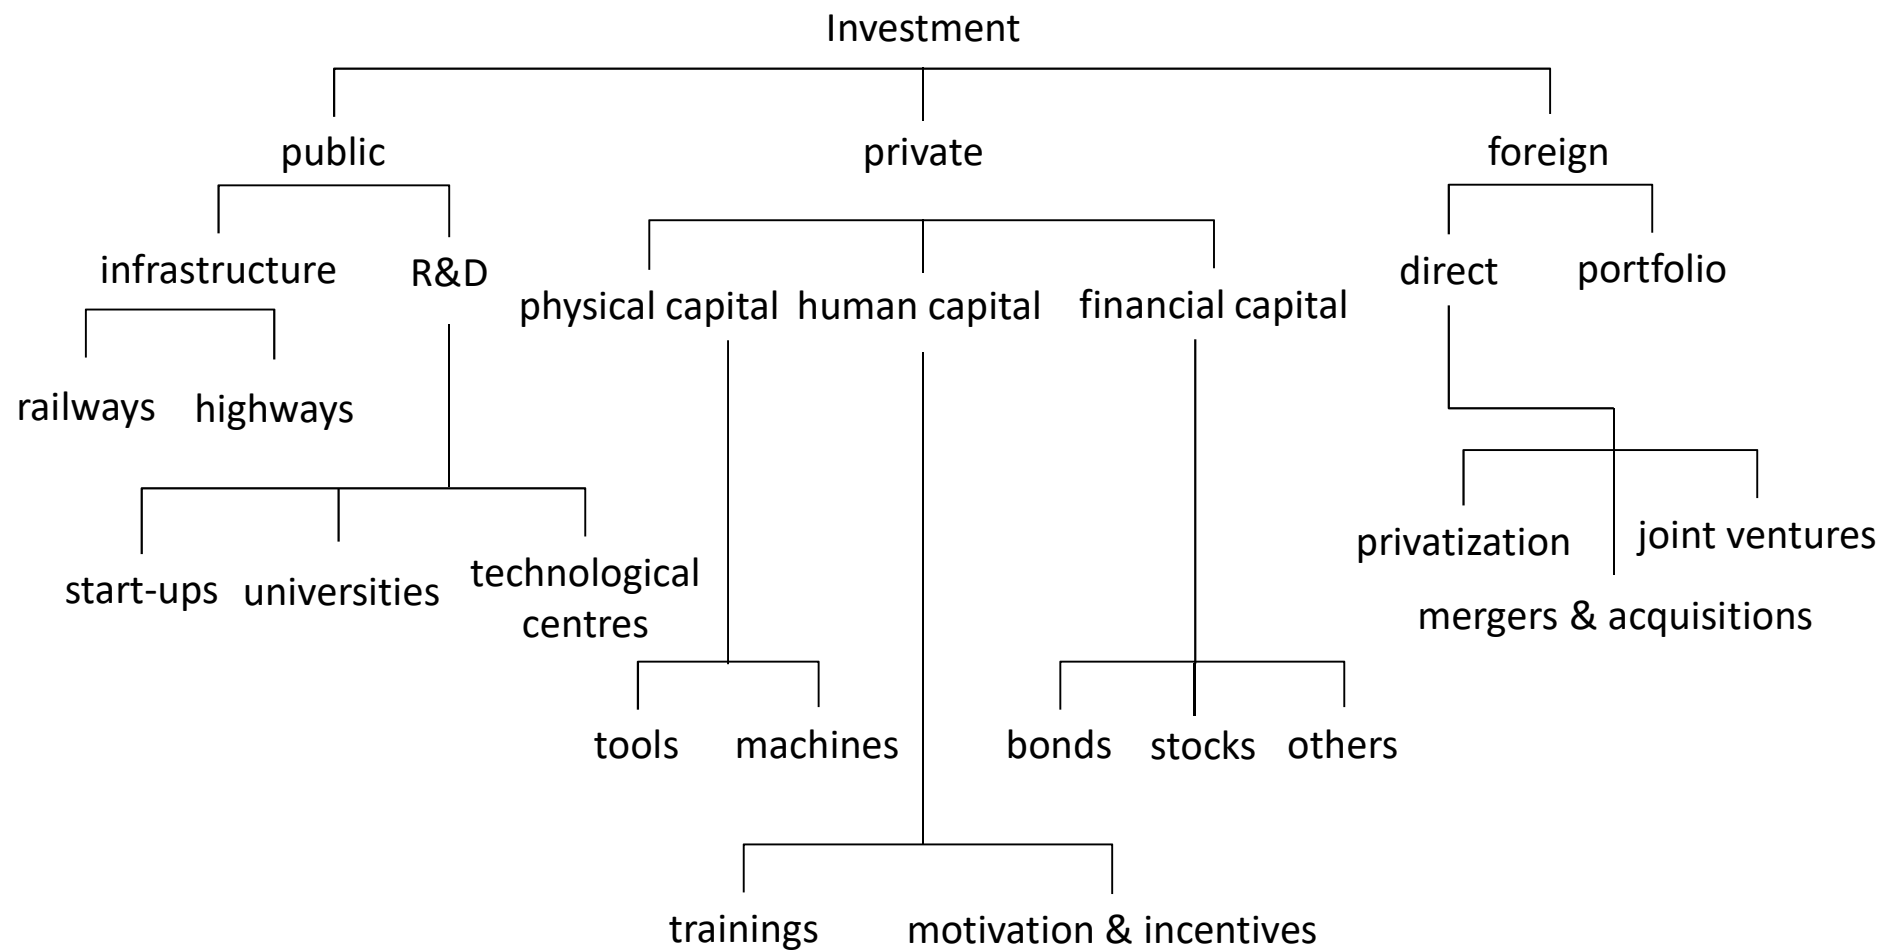 Investment
public
private
foreign
infrastructure
R&D
direct
portfolio
physical capital
human capital
financial capital
railways
highways
privatization
joint ventures
start-ups
universities
technological
centres
mergers & acquisitions
tools
machines
bonds
stocks
others
trainings
motivation & incentives